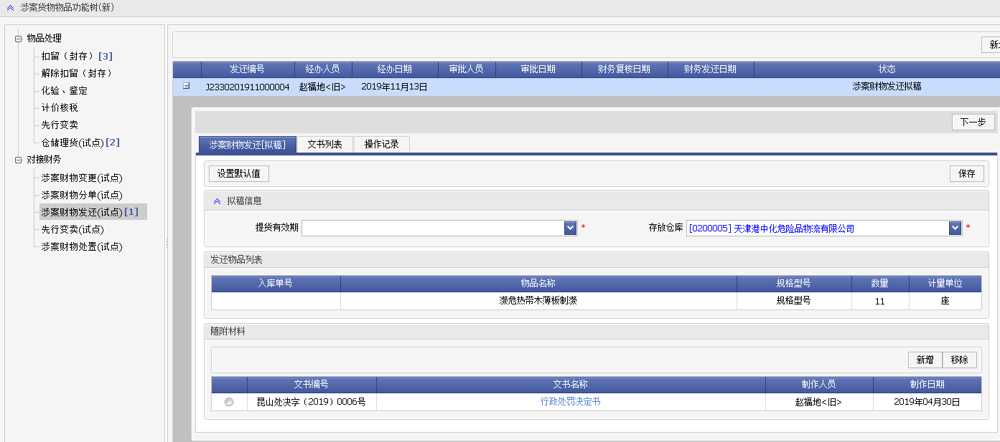 涉案货物物品功能树(新)
物品处理
扣留（封存）[3]
解除扣留（封存）
化验、鉴定
计价核税
先行变卖
仓储理货(试点)[2]
对接财务
涉案财物变更(试点)
涉案财物分单(试点)
涉案财物发还(试点)[1]
先行变卖(试点)
涉案财物处置(试点)
发还编号 经办人员 经办日期 审批人员 审批日期 财务复核日期 财务发还日期 状态
J2330201911000004 赵福地<旧> 2019年11月13日 涉案财物发还拟稿
下一步
涉案财物发还[拟稿] 文书列表 操作记录
设置默认值 保存
拟稿信息
提货有效期 * 存放仓库 [0200005] 天津港中化危险品物流有限公司 *
发还物品列表
入库单号 物品名称 规格型号 数量 计量单位
濒危热带木薄板制濒 规格型号 11 座
随附材料
新增 移除
文书编号 文书名称 制作人员 制作日期
昆山处决字（2019）0006号 行政处罚决定书 赵福地<旧> 2019年04月30日